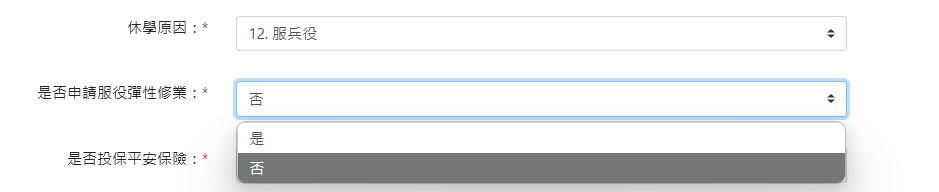 休學原因：* 12. 服兵役
是否申請服役彈性修業：* 否
是
是否投保平安保險：*
否